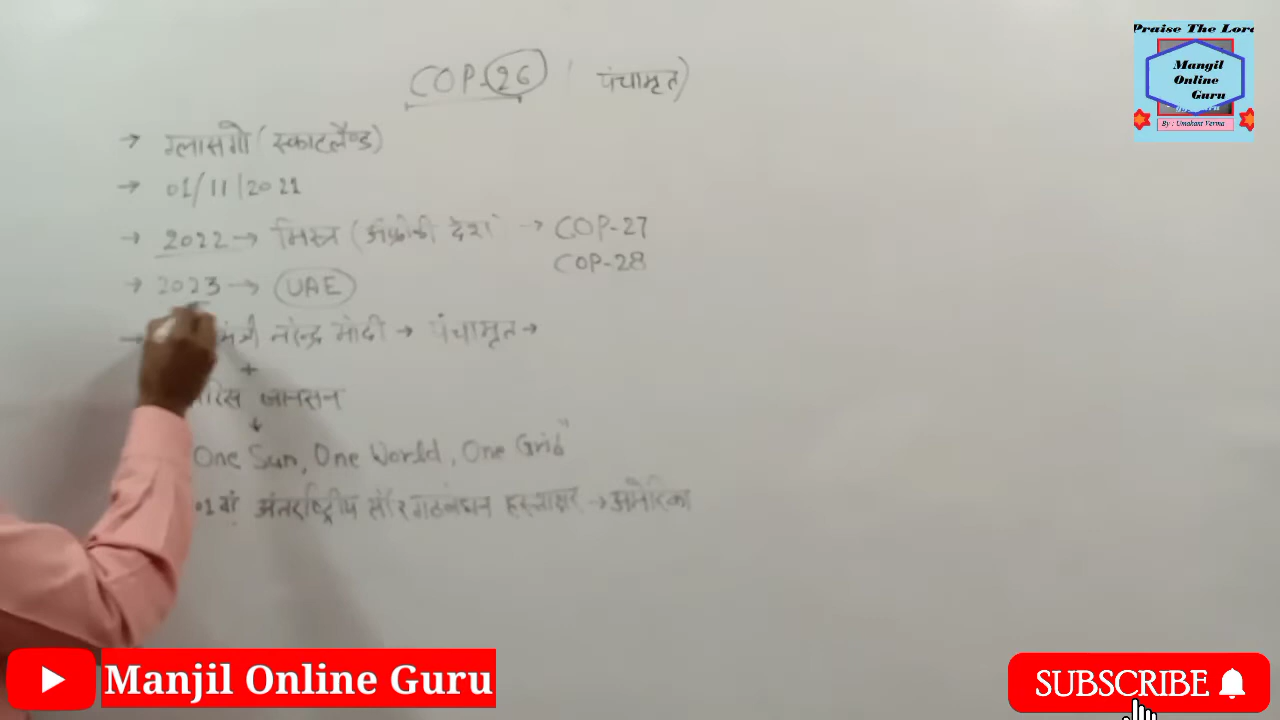 COP-26 ( पंचामृत)
→ ग्लासगो (स्काटलैण्ड)
→ 01/11/2021
→ 2022 → मिस्र (अफ्रीकी देश) → COP-27
COP-28
→ 2023 → UAE
→ मंत्री नरेन्द्र मोदी → पंचामृत →
+
जानसन
↓
One Sun, One World, One Grid"
01 वां अंतर्राष्ट्रीय सौर गठबंधन हस्ताक्षर → अमेरिका
Praise The Lord
Mangil
Online
Guru
By : Umakant Verma
Manjil Online Guru
SUBSCRIBE